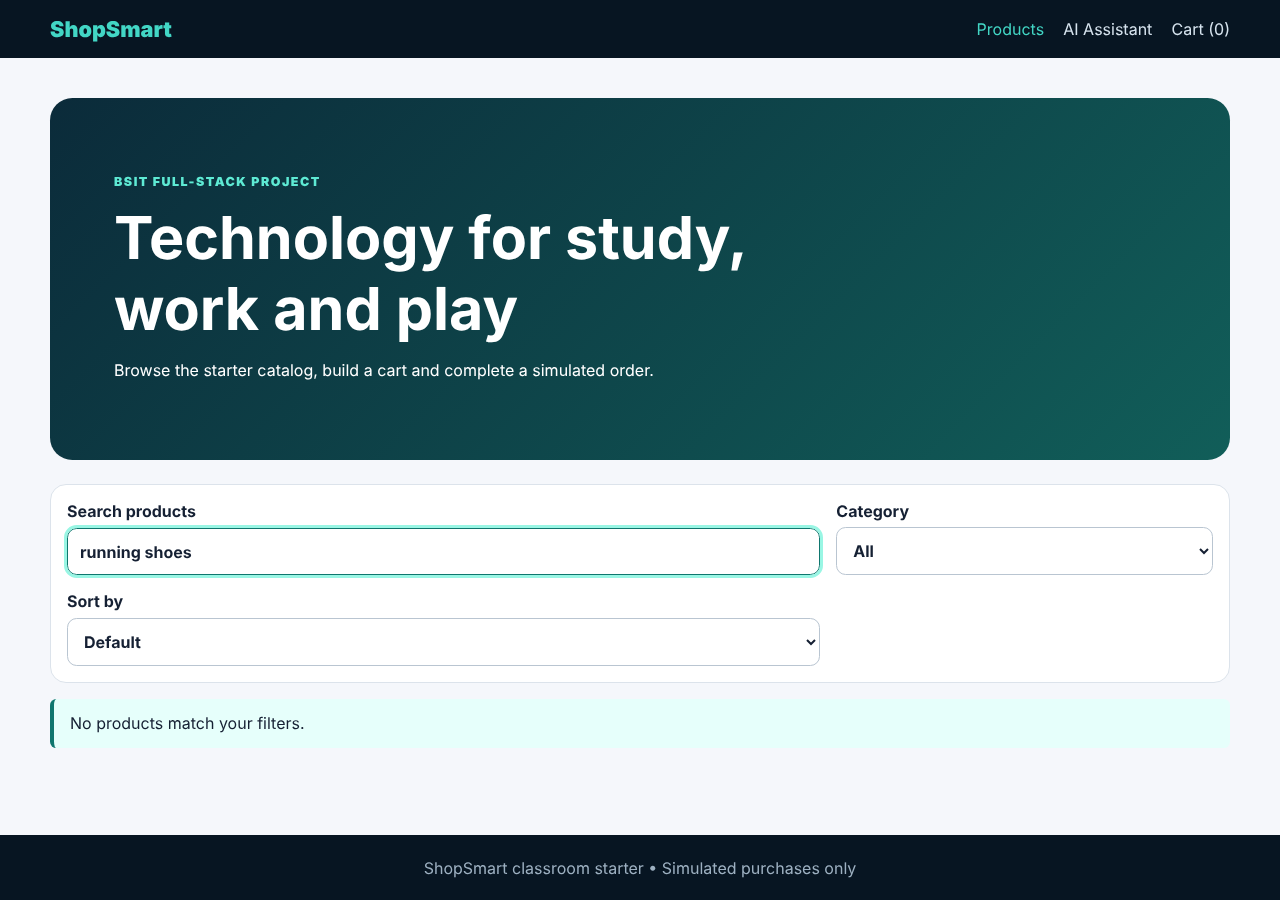 ShopSmart
Products
AI Assistant
Cart (0)
BSIT FULL-STACK PROJECT
Technology for study,
work and play
Browse the starter catalog, build a cart and complete a simulated order.
Search products
running shoes
Category
All
Sort by
Default
No products match your filters.
ShopSmart classroom starter • Simulated purchases only